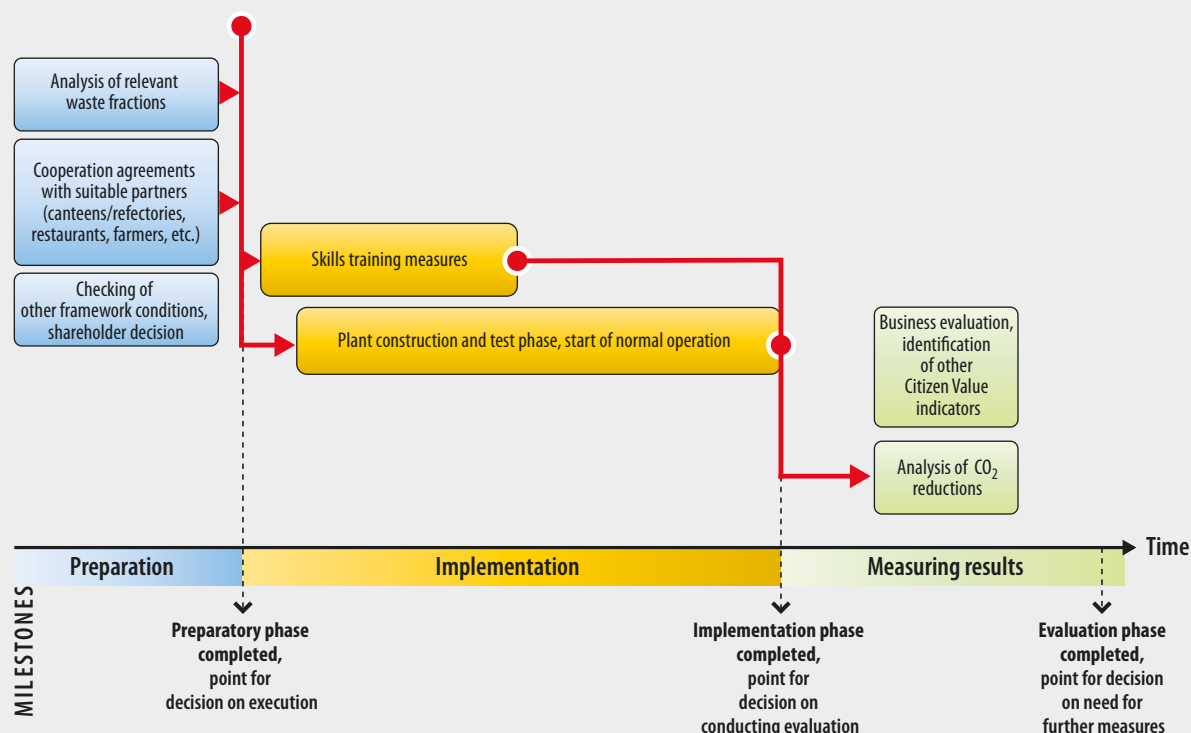 Analysis of relevant
waste fractions
Cooperation agreements
with suitable partners
(canteens/refectories,
restaurants, farmers, etc.)
Checking of
other framework conditions,
shareholder decision
Skills training measures
Plant construction and test phase, start of normal operation
Business evaluation,
identification
of other
Citizen Value
indicators
Analysis of CO₂
reductions
Time
Preparation
Implementation
Measuring results
MILESTONES
Preparatory phase
completed,
point for
decision on execution
Implementation phase
completed,
point for
decision on
conducting evaluation
Evaluation phase
completed,
point for decision
on need for
further measures